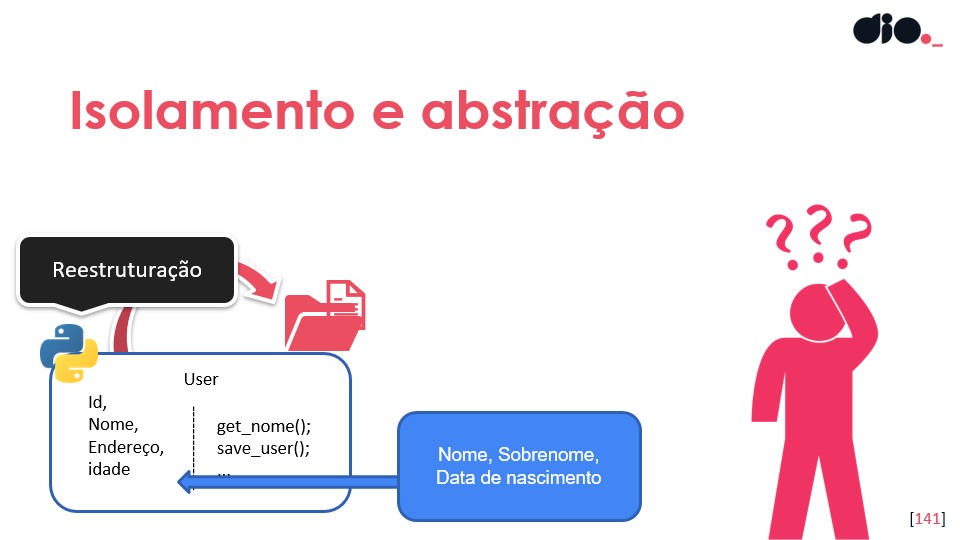 dio._
Isolamento e abstração
? ? ?
Reestruturação
User
Id,
Nome,
Endereço,
idade
get_nome();
save_user();
...
Nome, Sobrenome,
Data de nascimento
[141]